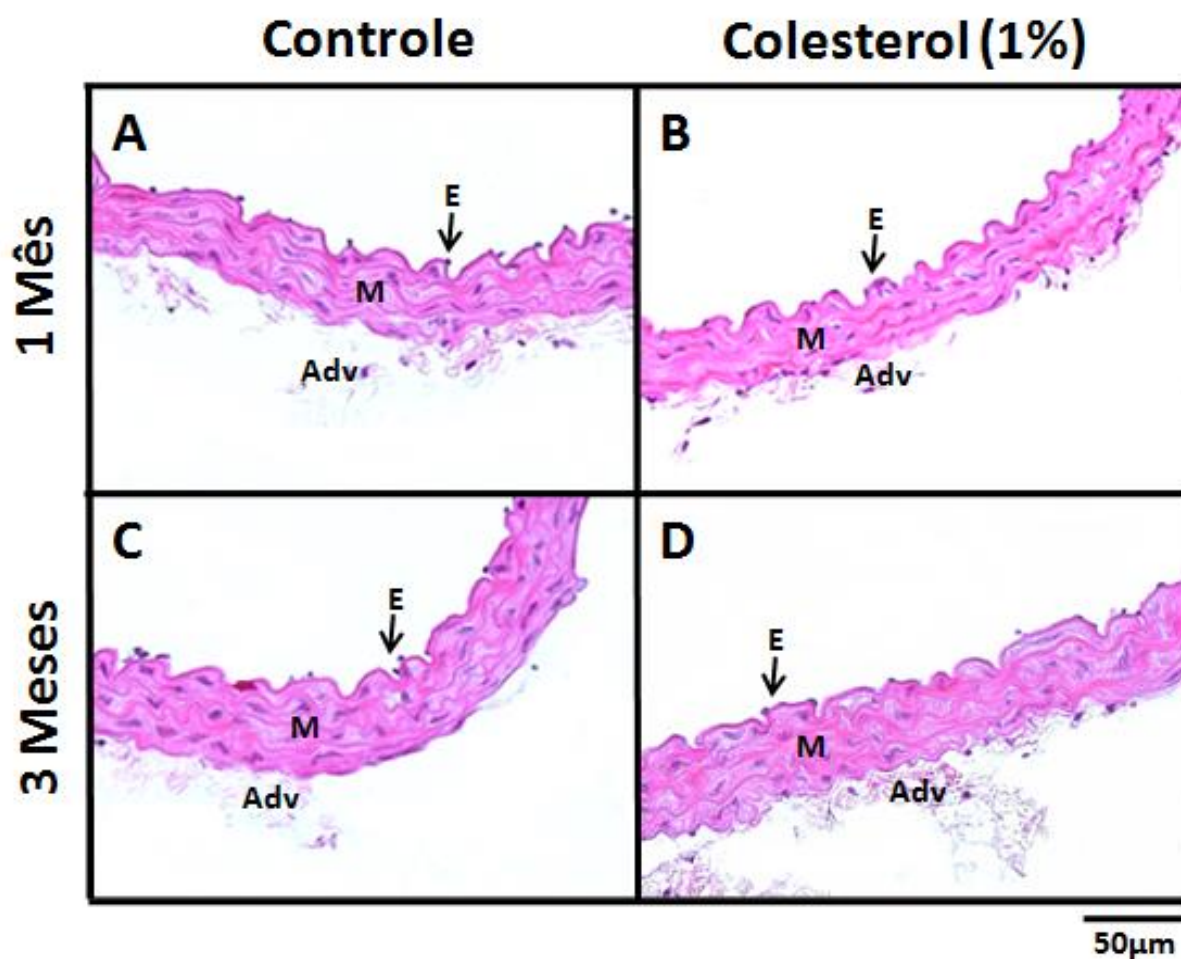 Controle
Colesterol (1%)
1 Mês
A
E
M
Adv
B
E
M
Adv
3 Meses
C
E
M
Adv
D
E
M
Adv
50µm